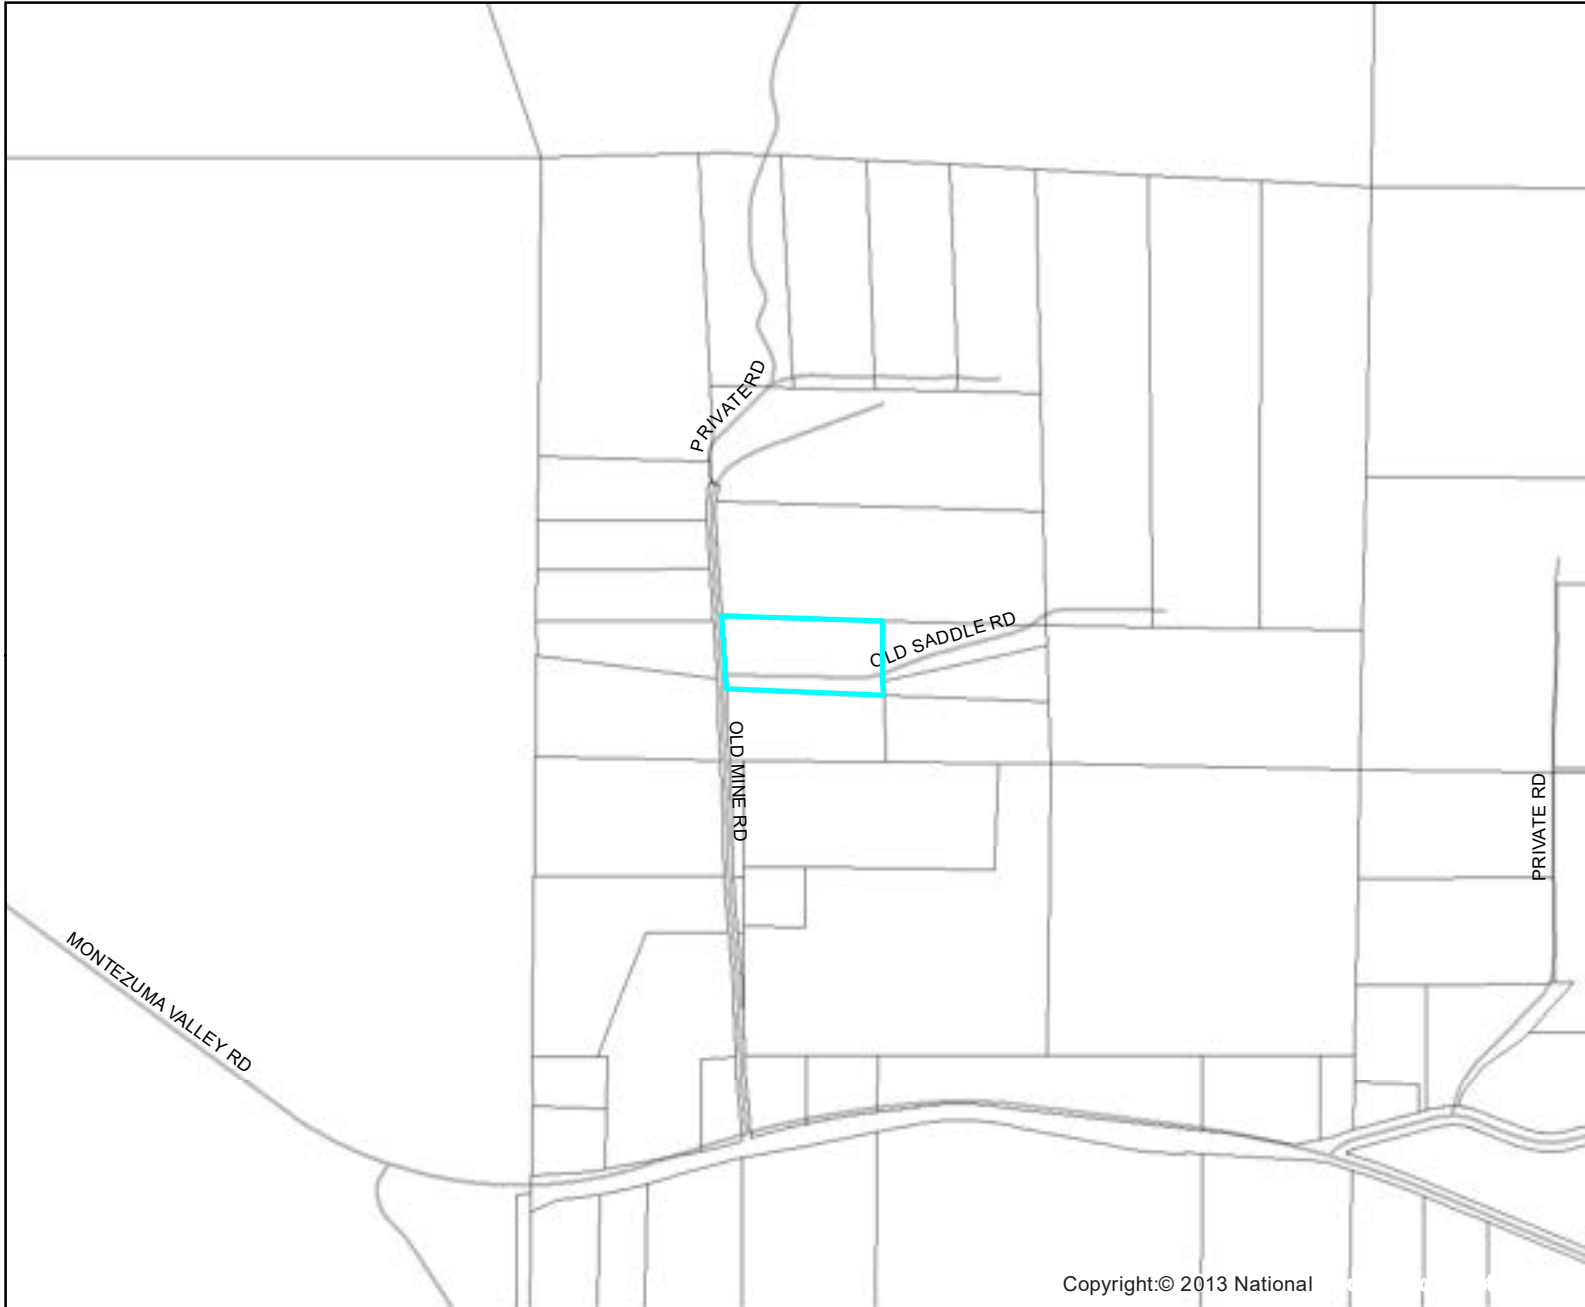 PRIVATE RD
OLD SADDLE RD
OLD MINE RD
PRIVATE RD
MONTEZUMA VALLEY RD
Copyright:© 2013 National